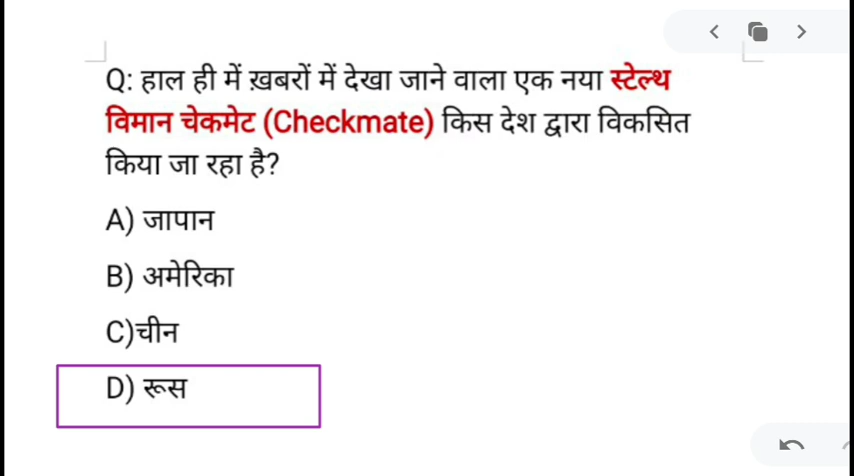 Q: हाल ही में ख़बरों में देखा जाने वाला एक नया स्टेल्थ
विमान चेकमेट (Checkmate) किस देश द्वारा विकसित
किया जा रहा है?
A) जापान
B) अमेरिका
C)चीन
D) रूस